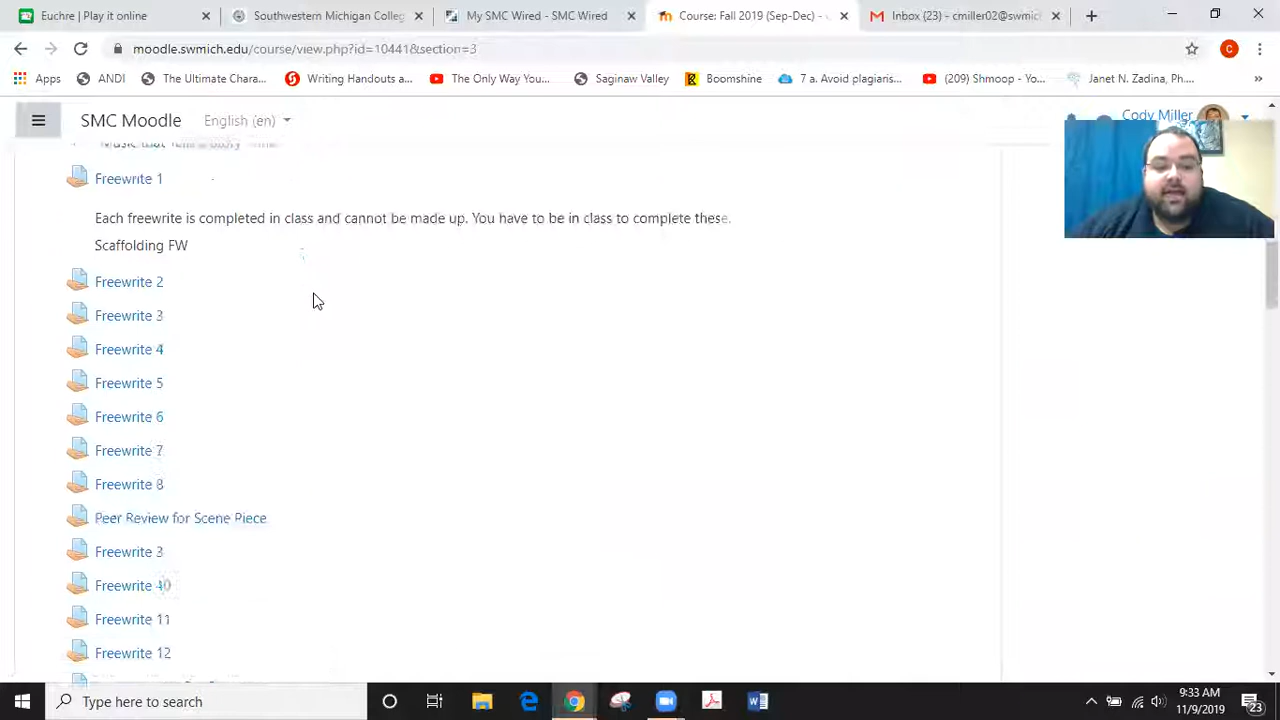 Euchre | Play it online
Southwestern Michigan Colleg
My SMC Wired - SMC Wired
Course: Fall 2019 (Sep-Dec) -
Inbox (23) - cmiller02@swmich
moodle.swmich.edu/course/view.php?id=10441&section=3
C
Apps
ANDI
The Ultimate Chara...
Writing Handouts a...
The Only Way You...
Saginaw Valley
Boomshine
7 a. Avoid plagiaris...
(209) Shmoop - Yo...
Janet N. Zadina, Ph....
»
SMC Moodle
English (en)
Cody Miller
Music that
Freewrite 1
Each freewrite is completed in class and cannot be made up. You have to be in class to complete these.
Scaffolding FW
Freewrite 2
Freewrite 3
Freewrite 4
Freewrite 5
Freewrite 6
Freewrite 7
Freewrite 8
Peer Review for Scene Piece
Freewrite 3
Freewrite 10
Freewrite 11
Freewrite 12
Type here to search
9:33 AM
11/9/2019
23